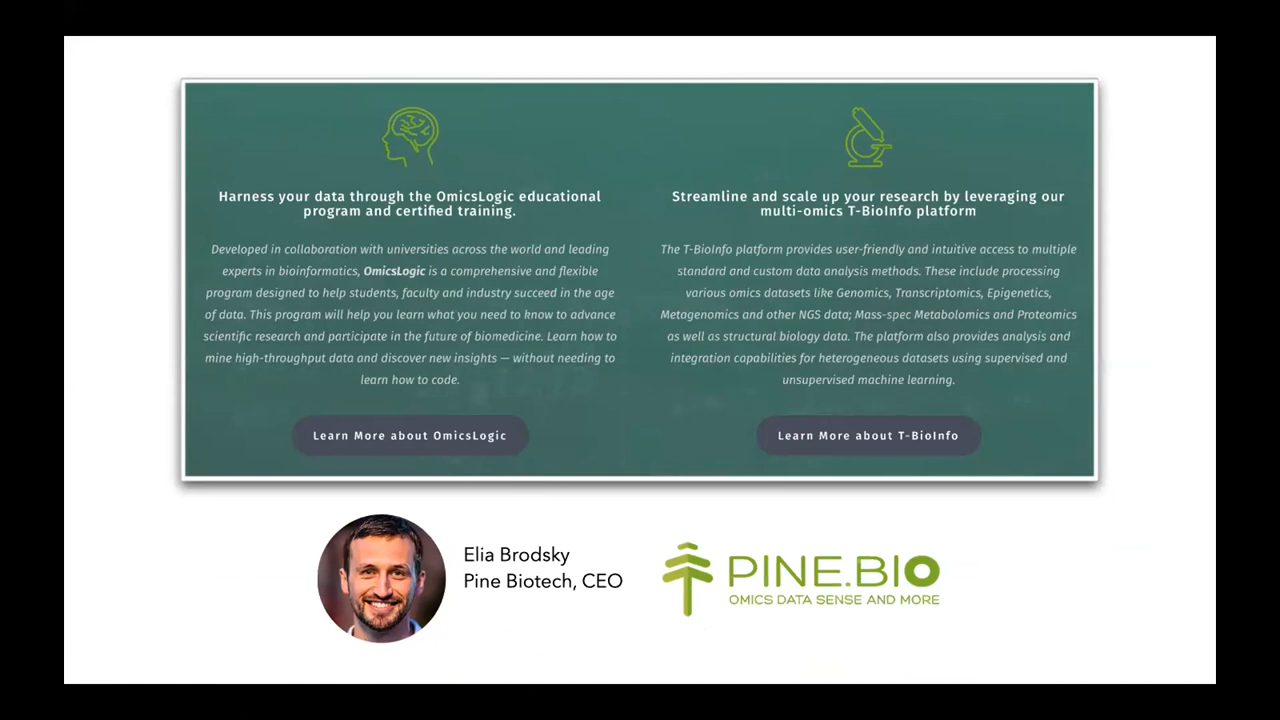 Harness your data through the OmicsLogic educational
program and certified training.
Developed in collaboration with universities across the world and leading
experts in bioinformatics, OmicsLogic is a comprehensive and flexible
program designed to help students, faculty and industry succeed in the age
of data. This program will help you learn what you need to know to advance
scientific research and participate in the future of biomedicine. Learn how to
mine high-throughput data and discover new insights — without needing to
learn how to code.
Learn More about OmicsLogic
Streamline and scale up your research by leveraging our
multi-omics T-BioInfo platform
The T-BioInfo platform provides user-friendly and intuitive access to multiple
standard and custom data analysis methods. These include processing
various omics datasets like Genomics, Transcriptomics, Epigenetics,
Metagenomics and other NGS data; Mass-spec Metabolomics and Proteomics
as well as structural biology data. The platform also provides analysis and
integration capabilities for heterogeneous datasets using supervised and
unsupervised machine learning.
Learn More about T-BioInfo
Elia Brodsky
Pine Biotech, CEO
PINE.BIO
OMICS DATA SENSE AND MORE